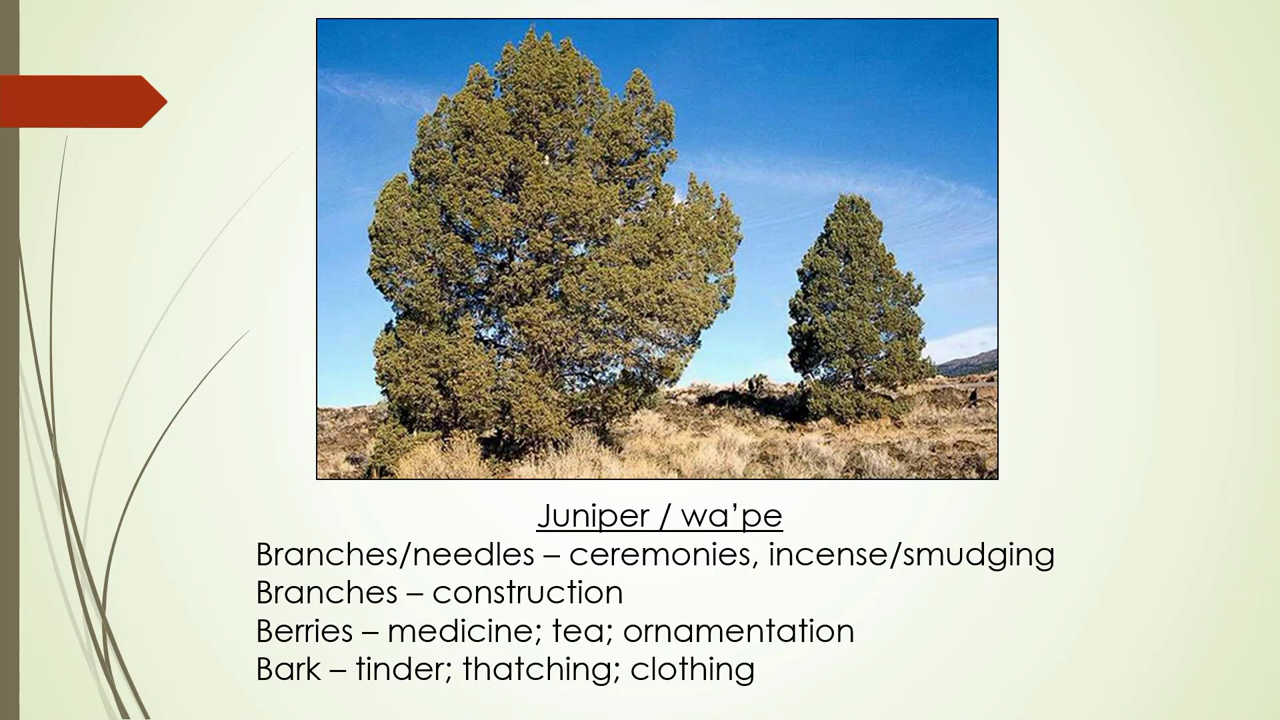 Juniper / wa’pe
Branches/needles – ceremonies, incense/smudging
Branches – construction
Berries – medicine; tea; ornamentation
Bark – tinder; thatching; clothing